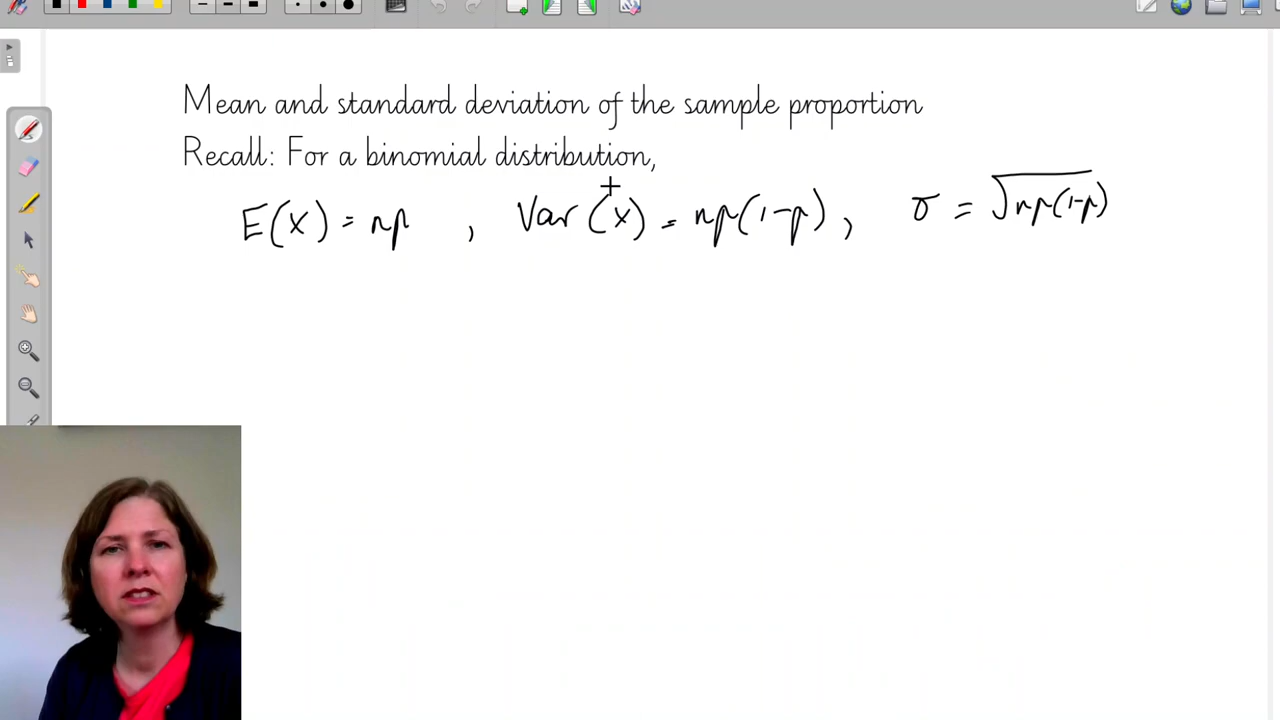 Mean and standard deviation of the sample proportion
Recall: For a binomial distribution,
E(X) = np , Var(X) = np(1-p), σ = √np(1-p)